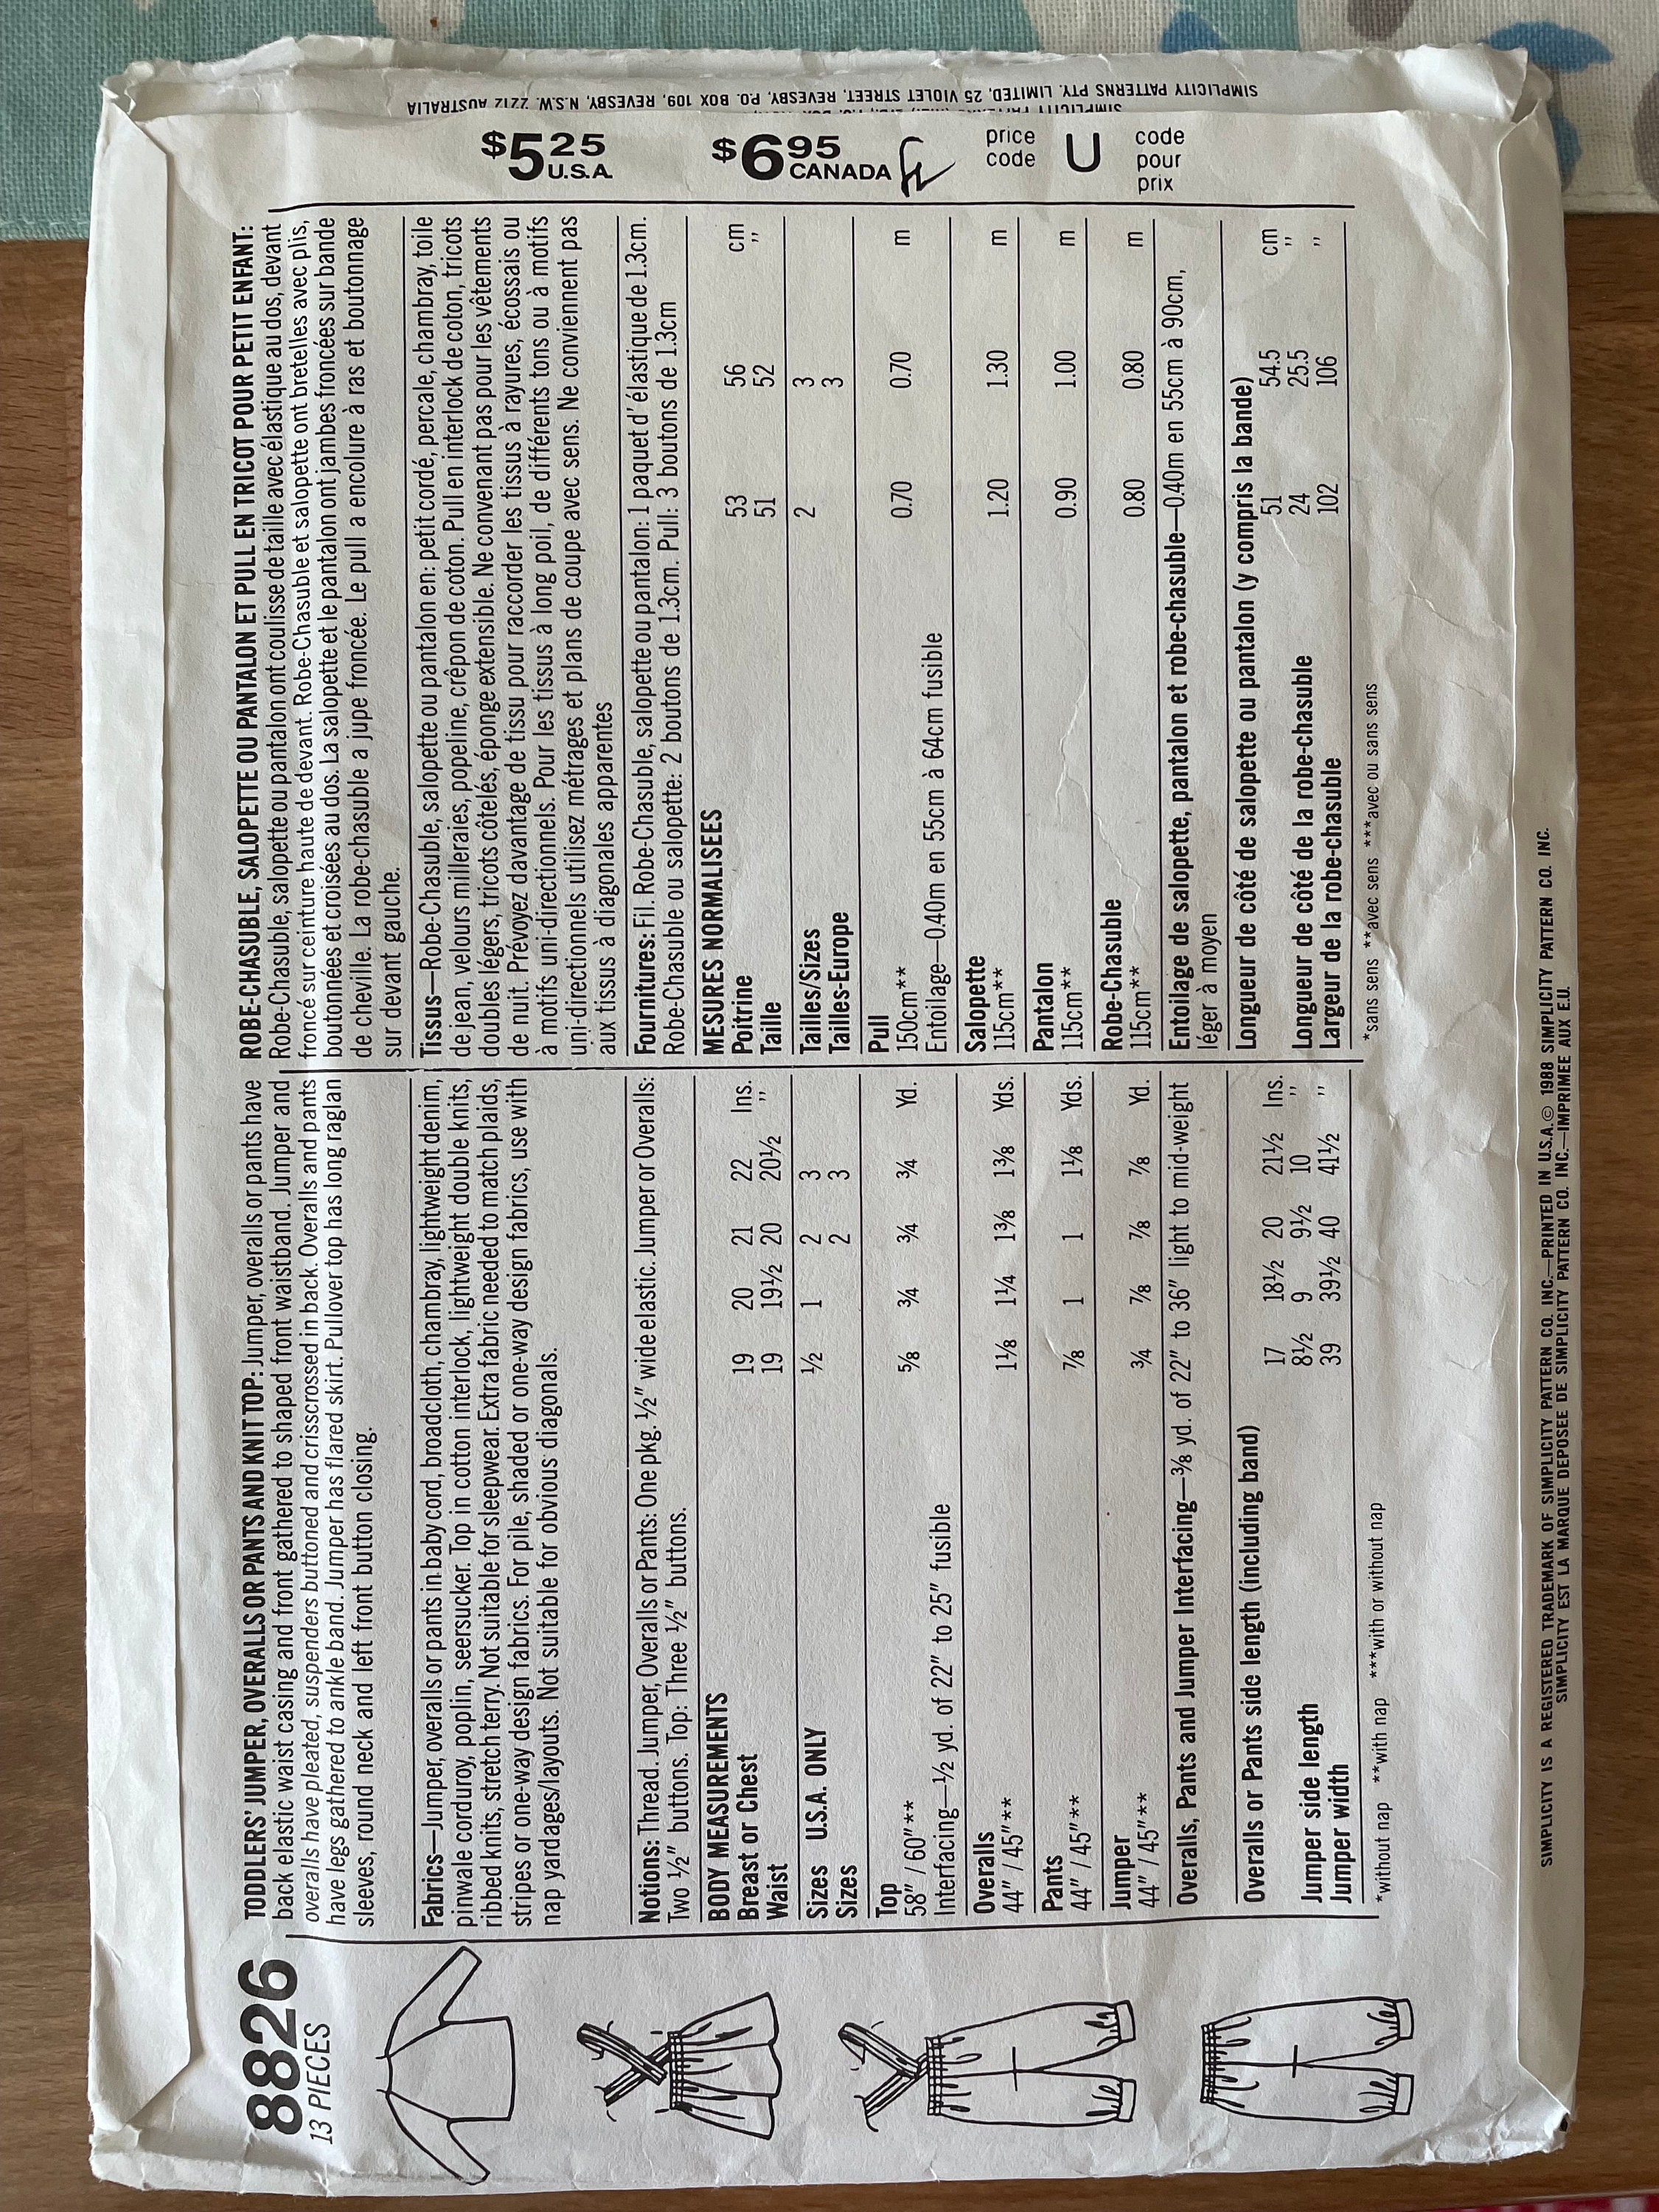 8826
13 PIECES
TODDLERS' JUMPER, OVERALLS OR PANTS AND KNIT TOP: Jumper, overalls or pants have
back elastic waist casing and front gathered to shaped front waistband. Jumper and
overalls have pleated, suspenders buttoned and crisscrossed in back. Overalls and pants
have legs gathered to ankle band. Jumper has flared skirt. Pullover top has long raglan
sleeves, round neck and left front button closing.
Fabrics—Jumper, overalls or pants in baby cord, broadcloth, chambray, lightweight denim,
pinwale corduroy, poplin, seersucker. Top in cotton interlock, lightweight double knits,
ribbed knits, stretch terry. Not suitable for sleepwear. Extra fabric needed to match plaids,
stripes or one-way design fabrics. For pile, shaded or one-way design fabrics, use with
nap yardages/layouts. Not suitable for obvious diagonals.
Notions: Thread. Jumper, Overalls or Pants: One pkg. ½" wide elastic. Jumper or Overalls:
Two ½" buttons. Top: Three ½" buttons.
BODY MEASUREMENTS
Breast or Chest 19 20 21 22 Ins.
Waist 19 19½ 20 20½ "
Sizes U.S.A. ONLY ½ 1 2 3
Sizes 2 3
Top
58"/60"** ⅝ ¾ ¾ ¾ Yd.
Interfacing—½ yd. of 22" to 25" fusible
Overalls
44"/45"** 1⅛ 1¼ 1⅜ 1⅜ Yds.
Pants
44"/45"** ⅞ 1 1 1⅛ Yds.
Jumper
44"/45"** ¾ ⅞ ⅞ ⅞ Yd.
Overalls, Pants and Jumper Interfacing—⅜ yd. of 22" to 36" light to mid-weight
Overalls or Pants side length (including band)
17 18½ 20 21½ Ins.
Jumper side length 8½ 9 9½ 10 "
Jumper width 39 39½ 40 41½ "
*without nap **with nap ***with or without nap
ROBE-CHASUBLE, SALOPETTE OU PANTALON ET PULL EN TRICOT POUR PETIT ENFANT:
Robe-Chasuble, salopette ou pantalon ont coulisse de taille avec élastique au dos, devant
froncé sur ceinture haute de devant. Robe-Chasuble et salopette ont bretelles avec plis,
boutonnées et croisées au dos. La salopette et le pantalon ont jambes froncées sur bande
de cheville. La robe-chasuble a jupe froncée. Le pull a encolure à ras et boutonnage
sur devant gauche.
Tissus—Robe-Chasuble, salopette ou pantalon en: petit cordé, percale, chambray, toile
de jean, velours milleraies, popeline, crêpon de coton. Pull en interlock de coton, tricots
doubles légers, tricots côtelés, éponge extensible. Ne convenant pas pour les vêtements
de nuit. Prévoyez davantage de tissu pour raccorder les tissus à rayures, écossais ou
à motifs uni-directionnels. Pour les tissus à long poil, de différents tons ou à motifs
uni-directionnels utilisez métrages et plans de coupe avec sens. Ne conviennent pas
aux tissus à diagonales apparentes
Fournitures: Fil. Robe-Chasuble, salopette ou pantalon: 1 paquet d'élastique de 1.3cm.
Robe-Chasuble ou salopette: 2 boutons de 1.3cm. Pull: 3 boutons de 1.3cm
MESURES NORMALISEES
Poitrine 53 56 cm
Taille 51 52 "
Tailles/Sizes 2 3
Tailles-Europe 3
Pull
150cm** 0.70 0.70 m
Entoilage—0.40m en 55cm à 64cm fusible
Salopette
115cm** 1.20 1.30 m
Pantalon
115cm** 0.90 1.00 m
Robe-Chasuble
115cm** 0.80 0.80 m
Entoilage de salopette, pantalon et robe-chasuble—0.40m en 55cm à 90cm,
léger à moyen
Longueur de côté de salopette ou pantalon (y compris la bande)
51 54.5 cm
Longueur de côté de la robe-chasuble 24 25.5 "
Largeur de la robe-chasuble 102 106 "
*sans sens **avec sens ***avec ou sans sens
$5 25 U.S.A.
$6 95 CANADA
price code U code pour prix
SIMPLICITY IS A REGISTERED TRADEMARK OF SIMPLICITY PATTERN CO. INC.—PRINTED IN U.S.A.© 1988 SIMPLICITY PATTERN CO. INC.
SIMPLICITY EST LA MARQUE DEPOSEE DE SIMPLICITY PATTERN CO. INC.—IMPRIMEE AUX E.U.
SIMPLICITY PATTERNS PTY. LIMITED, 25 VIOLET STREET, REVESBY, P.O. BOX 109, REVESBY, N.S.W. 2212 AUSTRALIA